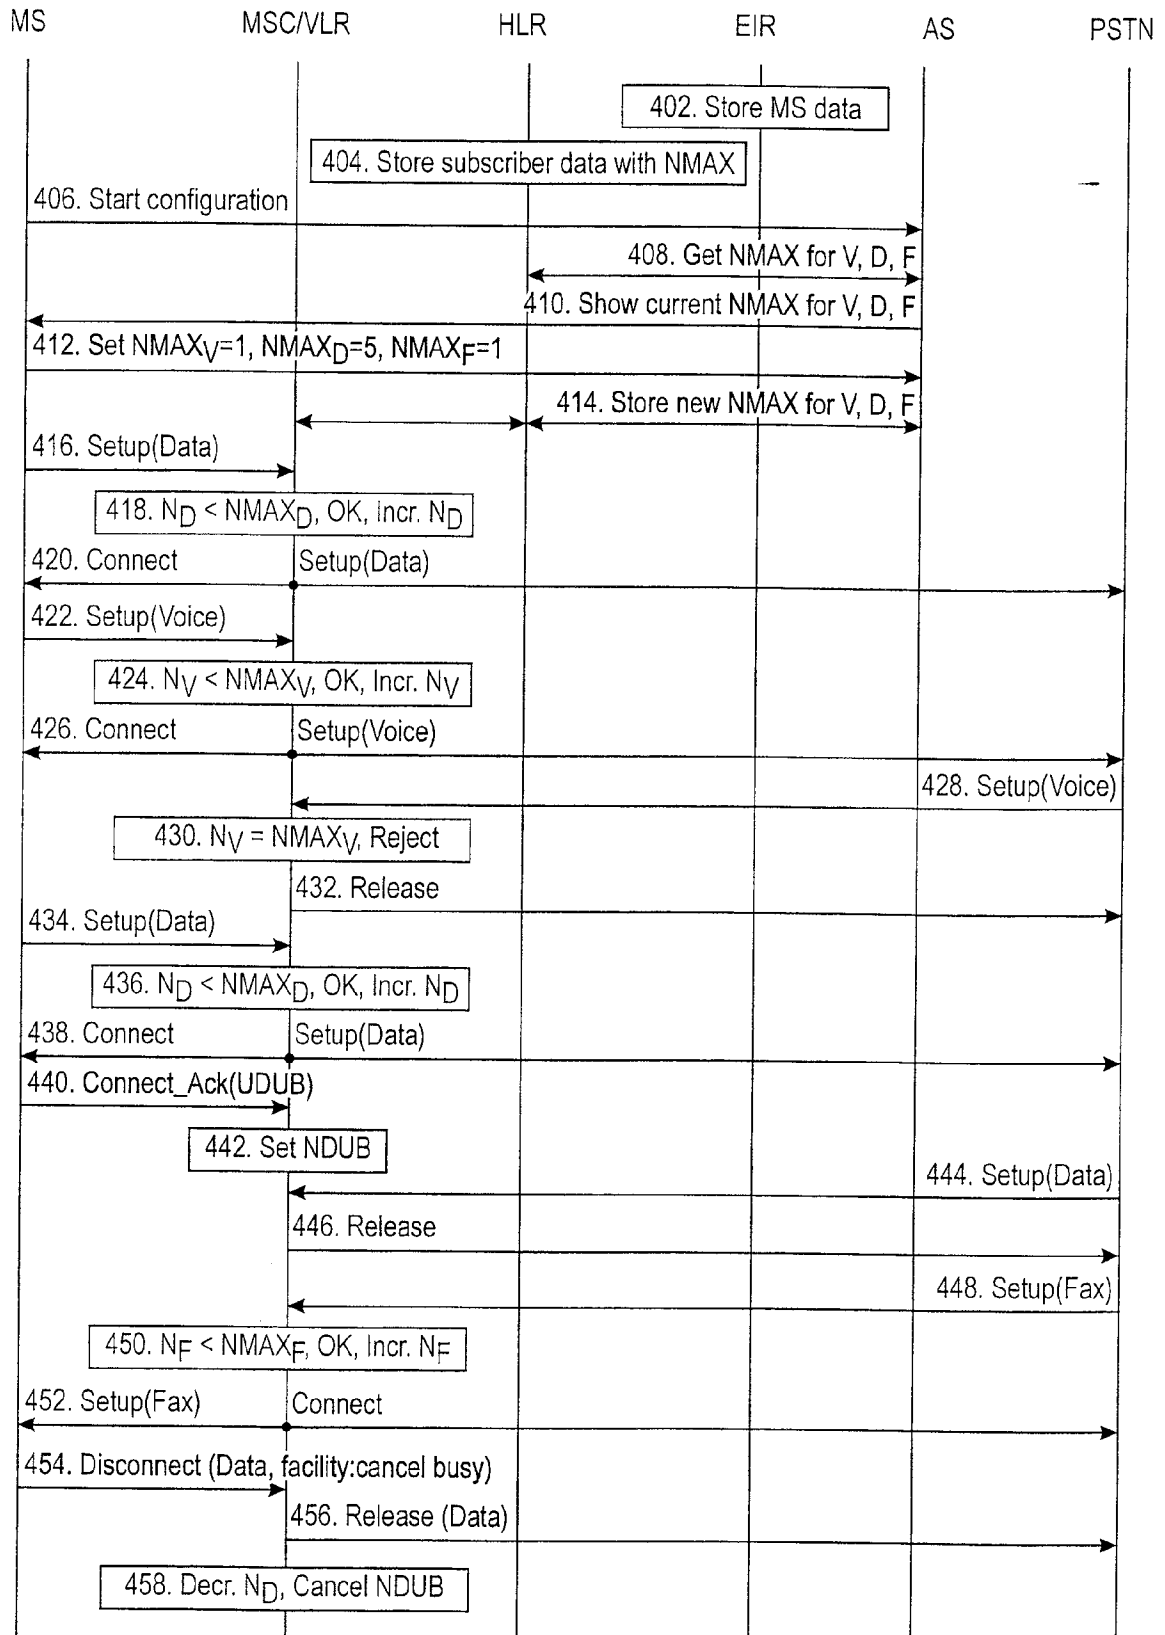 MS MSC/VLR HLR EIR AS PSTN
402. Store MS data
404. Store subscriber data with NMAX
406. Start configuration
408. Get NMAX for V, D, F
410. Show current NMAX for V, D, F
412. Set NMAXV=1, NMAXD=5, NMAXF=1
414. Store new NMAX for V, D, F
416. Setup(Data)
418. ND < NMAXD, OK, Incr. ND
420. Connect Setup(Data)
422. Setup(Voice)
424. NV < NMAXV, OK, Incr. NV
426. Connect Setup(Voice)
428. Setup(Voice)
430. NV = NMAXV, Reject
432. Release
434. Setup(Data)
436. ND < NMAXD, OK, Incr. ND
438. Connect Setup(Data)
440. Connect_Ack(UDUB)
442. Set NDUB
444. Setup(Data)
446. Release
448. Setup(Fax)
450. NF < NMAXF, OK, Incr. NF
452. Setup(Fax) Connect
454. Disconnect (Data, facility:cancel busy)
456. Release (Data)
458. Decr. ND, Cancel NDUB